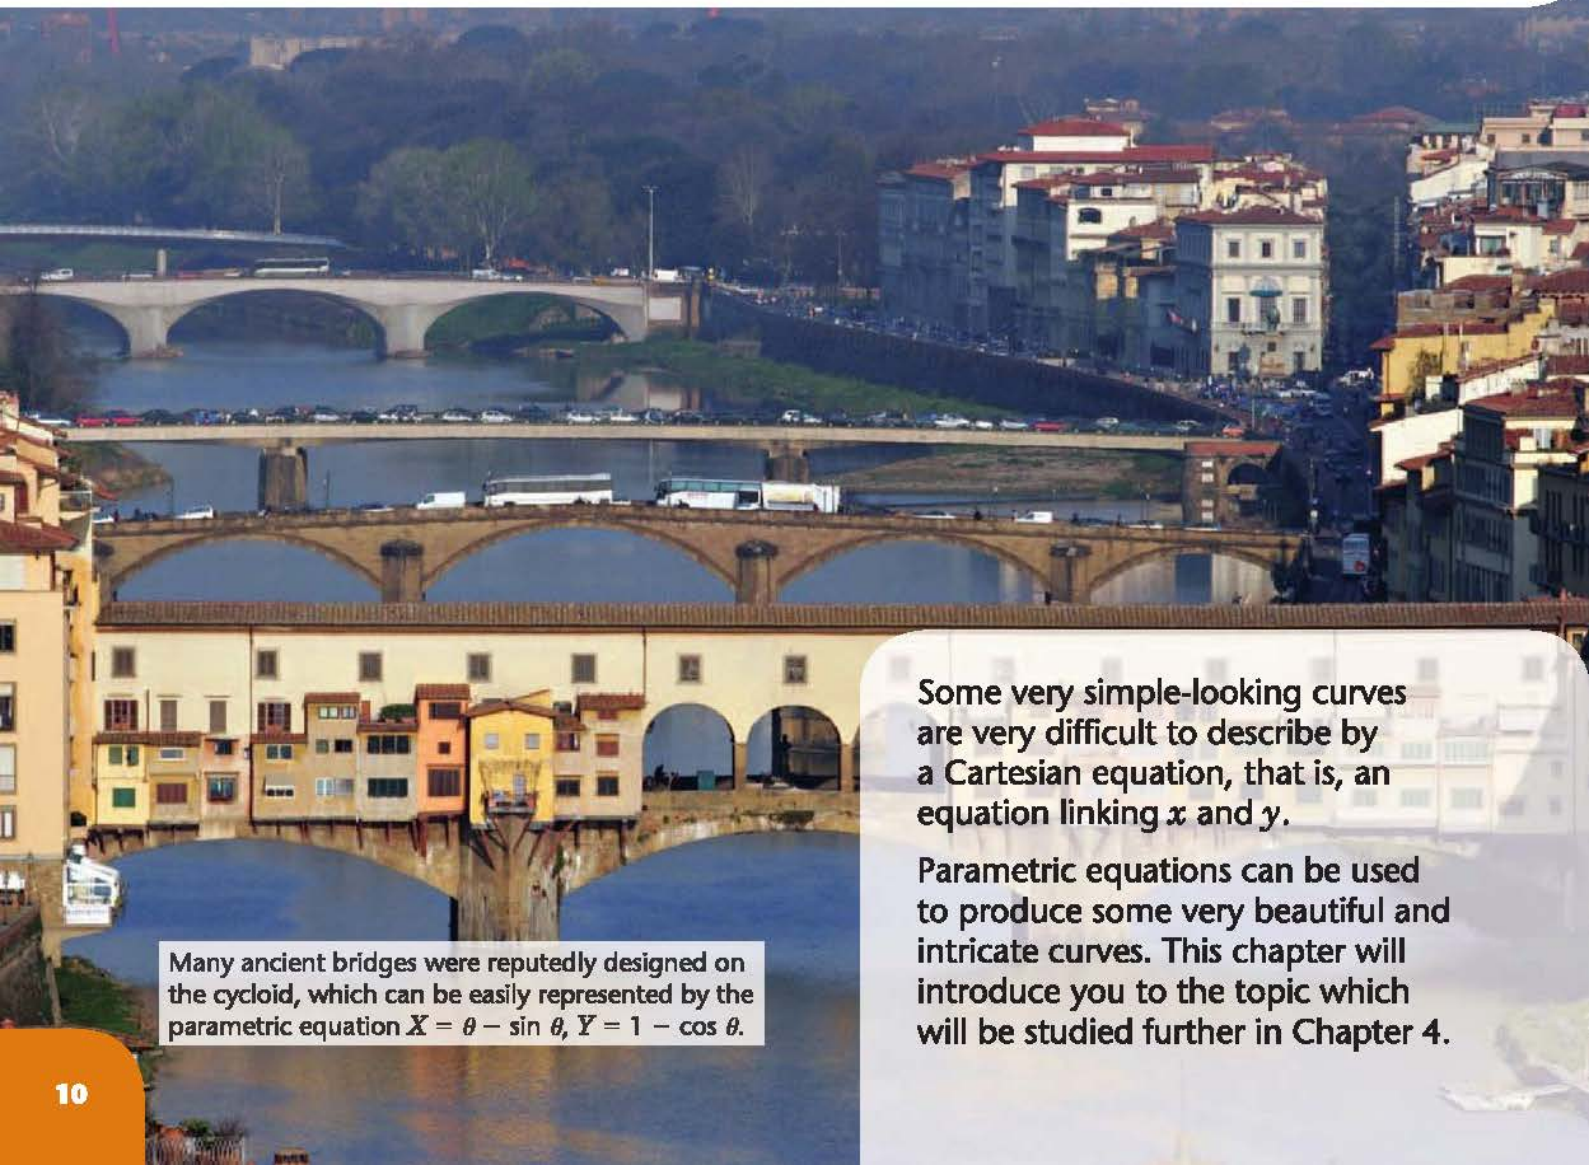 Some very simple-looking curves
are very difficult to describe by
a Cartesian equation, that is, an
equation linking x and y.
Parametric equations can be used
to produce some very beautiful and
intricate curves. This chapter will
introduce you to the topic which
will be studied further in Chapter 4.
Many ancient bridges were reputedly designed on
the cycloid, which can be easily represented by the
parametric equation X = θ − sin θ, Y = 1 − cos θ.
10